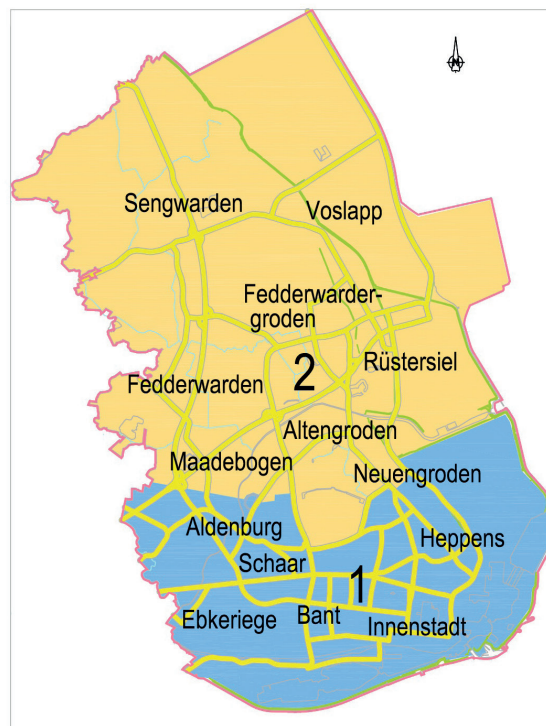 N
Sengwarden
Voslapp
Fedderwarder-
groden
Rüstersiel
2
Fedderwarden
Altengroden
Maadebogen
Neuengroden
Aldenburg
Heppens
Schaar
1
Ebkeriege
Bant
Innenstadt